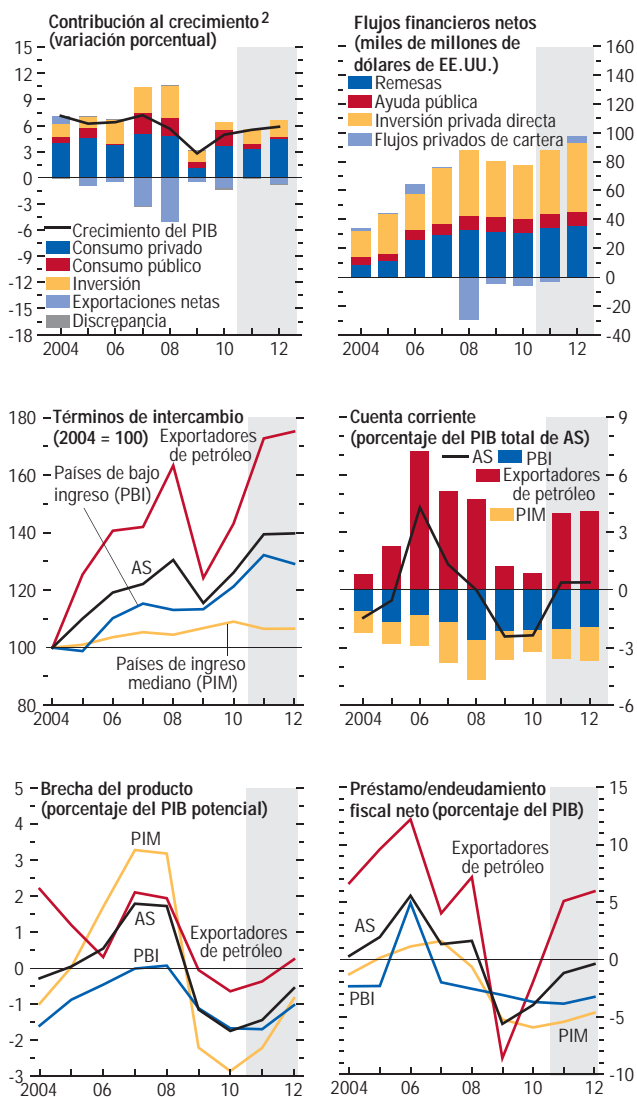 Contribución al crecimiento²
(variación porcentual)
15
12
9
6
3
0
-3
-6
-9
-12
-15
-18
Crecimiento del PIB
Consumo privado
Consumo público
Inversión
Exportaciones netas
Discrepancia
2004 06 08 10 12
Flujos financieros netos
(miles de millones de
dólares de EE.UU.)
Remesas
Ayuda pública
Inversión privada directa
Flujos privados de cartera
160
140
120
100
80
60
40
20
0
-20
-40
2004 06 08 10 12
Términos de intercambio
(2004 = 100)
180
160
140
120
100
80
Exportadores
de petróleo
Países de bajo
ingreso (PBI)
AS
Países de ingreso
mediano (PIM)
2004 06 08 10 12
Cuenta corriente
(porcentaje del PIB total de AS)
AS PBI
Exportadores
de petróleo
PIM
9
6
3
0
-3
-6
2004 06 08 10 12
Brecha del producto
(porcentaje del PIB potencial)
5
4
3
2
1
0
-1
-2
-3
PIM
AS
PBI
Exportadores
de petróleo
2004 06 08 10 12
Préstamo/endeudamiento
fiscal neto (porcentaje del PIB)
15
10
5
0
-5
-10
Exportadores
de petróleo
AS
PBI
PIM
2004 06 08 10 12